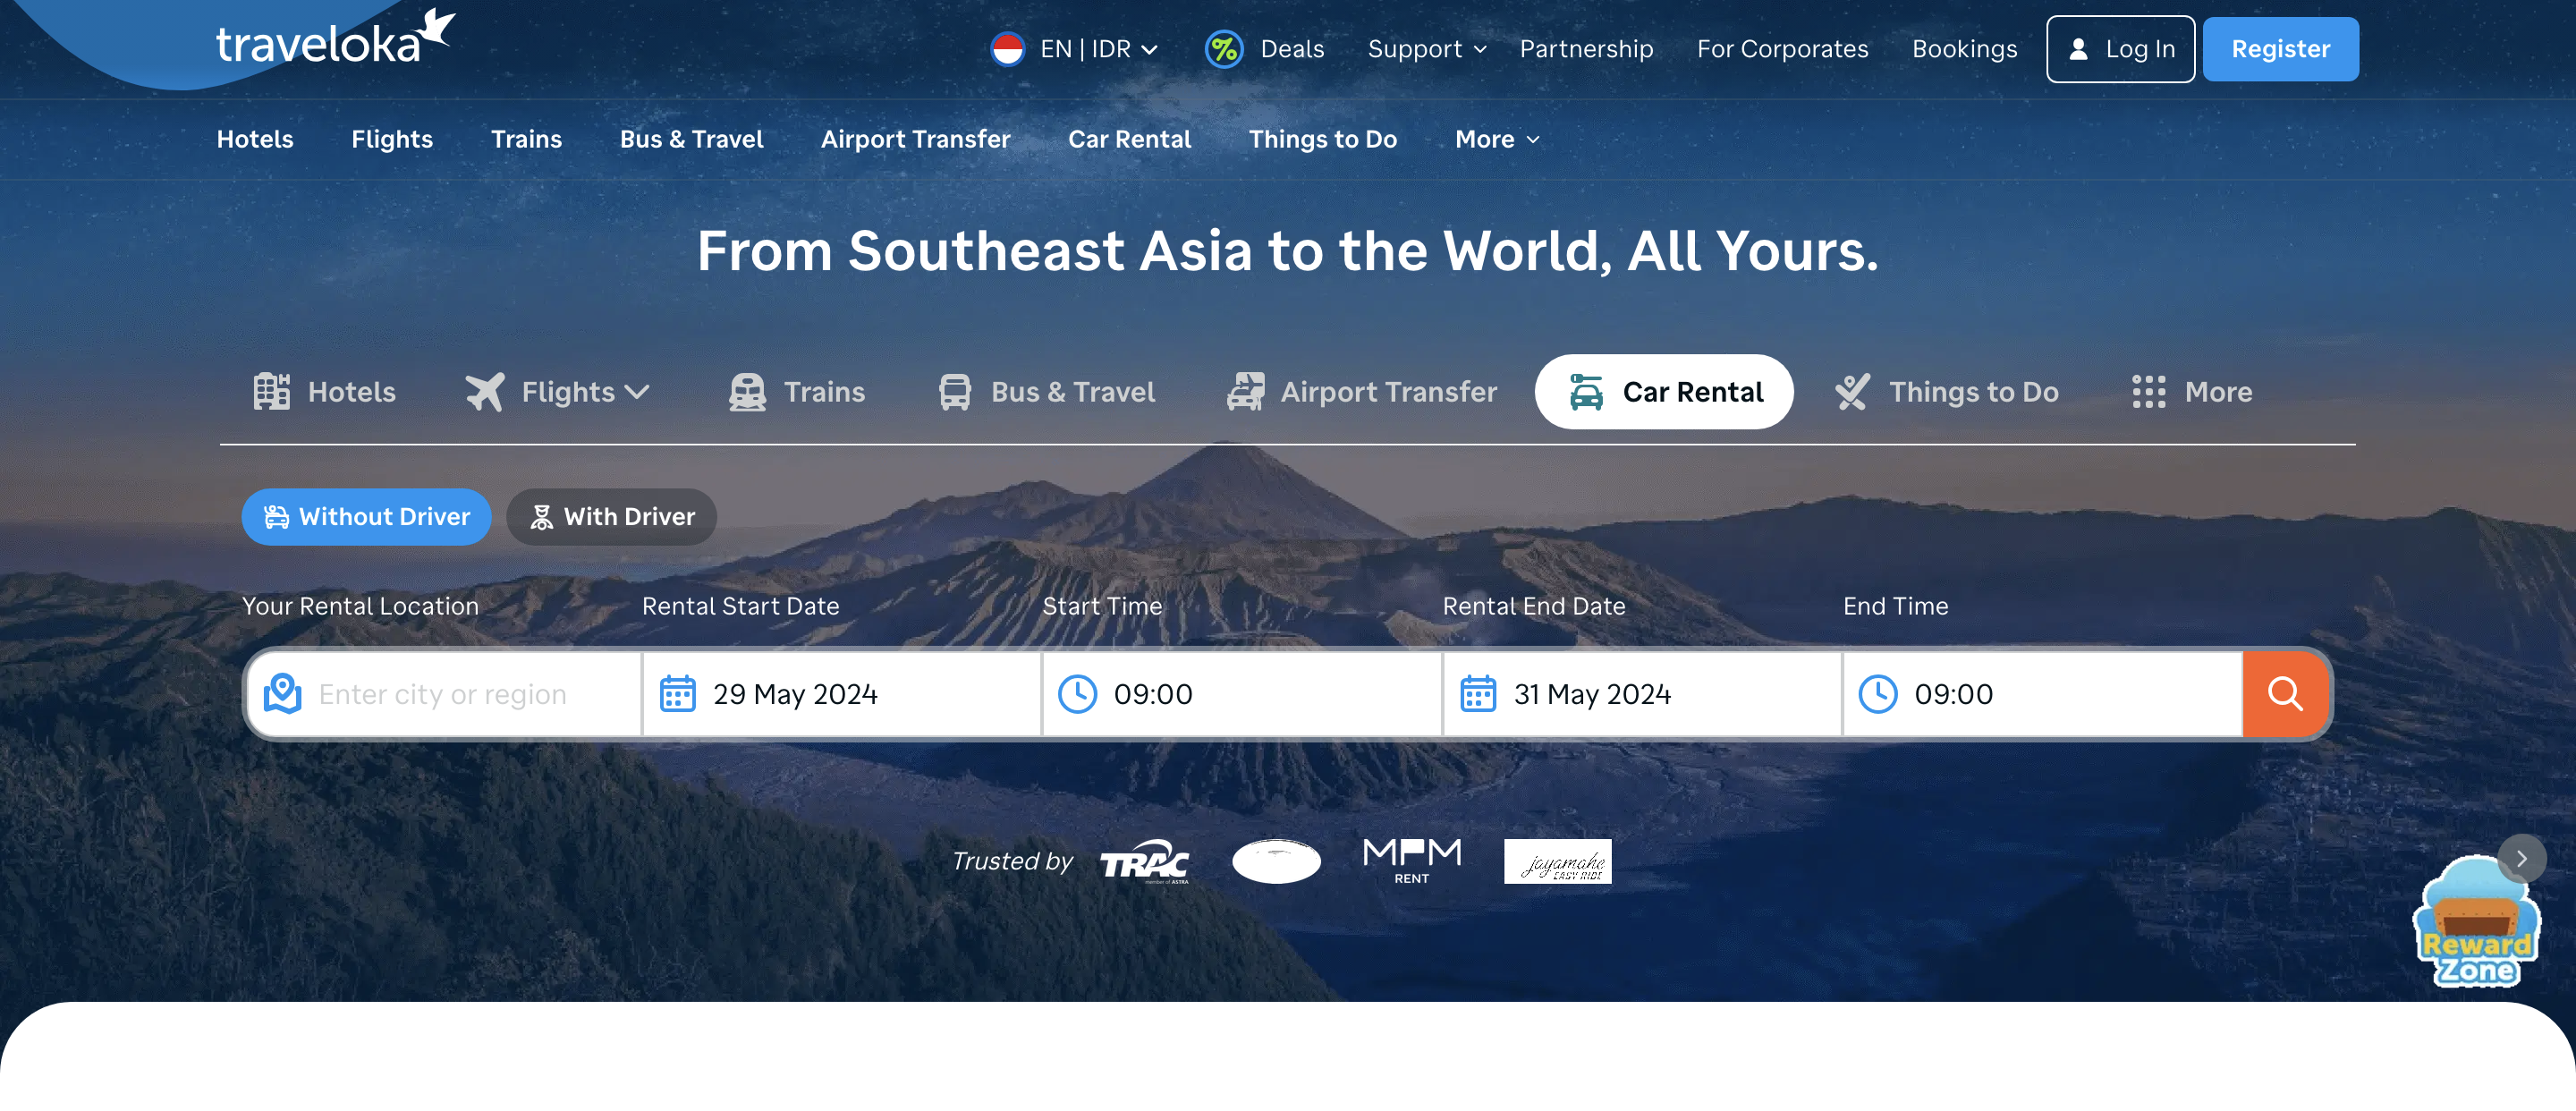 traveloka
EN | IDR
Deals
Support
Partnership
For Corporates
Bookings
Log In
Register
Hotels
Flights
Trains
Bus & Travel
Airport Transfer
Car Rental
Things to Do
More
From Southeast Asia to the World, All Yours.
Hotels
Flights
Trains
Bus & Travel
Airport Transfer
Car Rental
Things to Do
More
Without Driver
With Driver
Your Rental Location
Rental Start Date
Start Time
Rental End Date
End Time
Enter city or region
29 May 2024
09:00
31 May 2024
09:00
Trusted by
TRAC
member of ASTRA
MPM
RENT
jayamahe
EASY RIDE
Reward
Zone